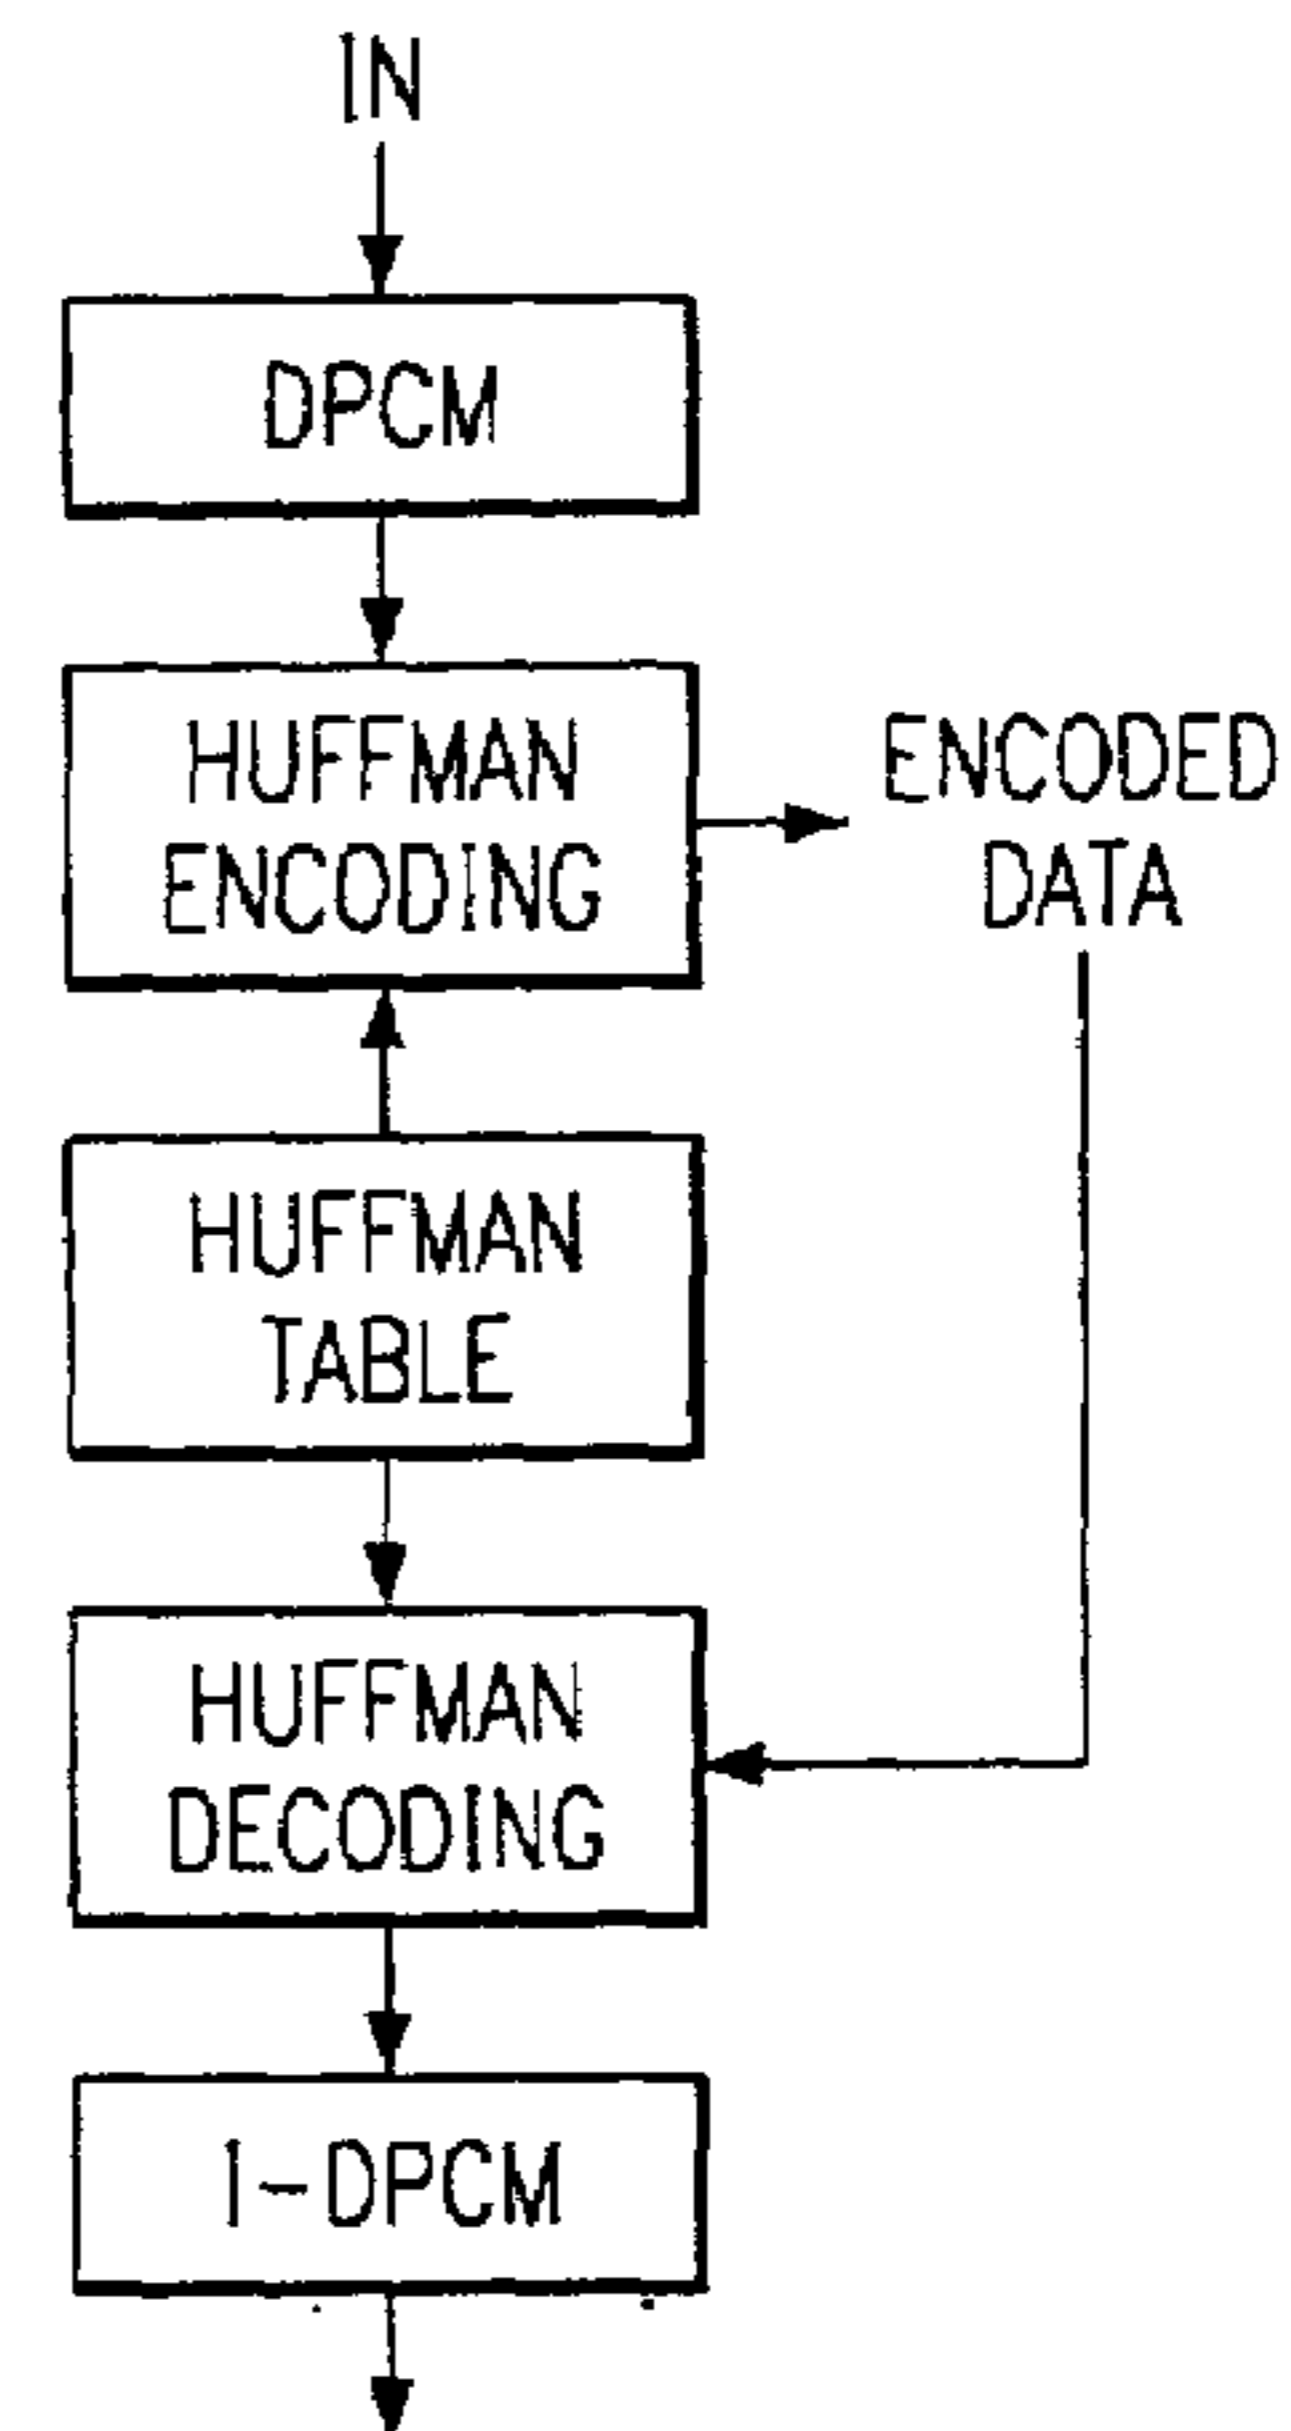 IN
DPCM
HUFFMAN
ENCODING
ENCODED
DATA
HUFFMAN
TABLE
HUFFMAN
DECODING
I-DPCM